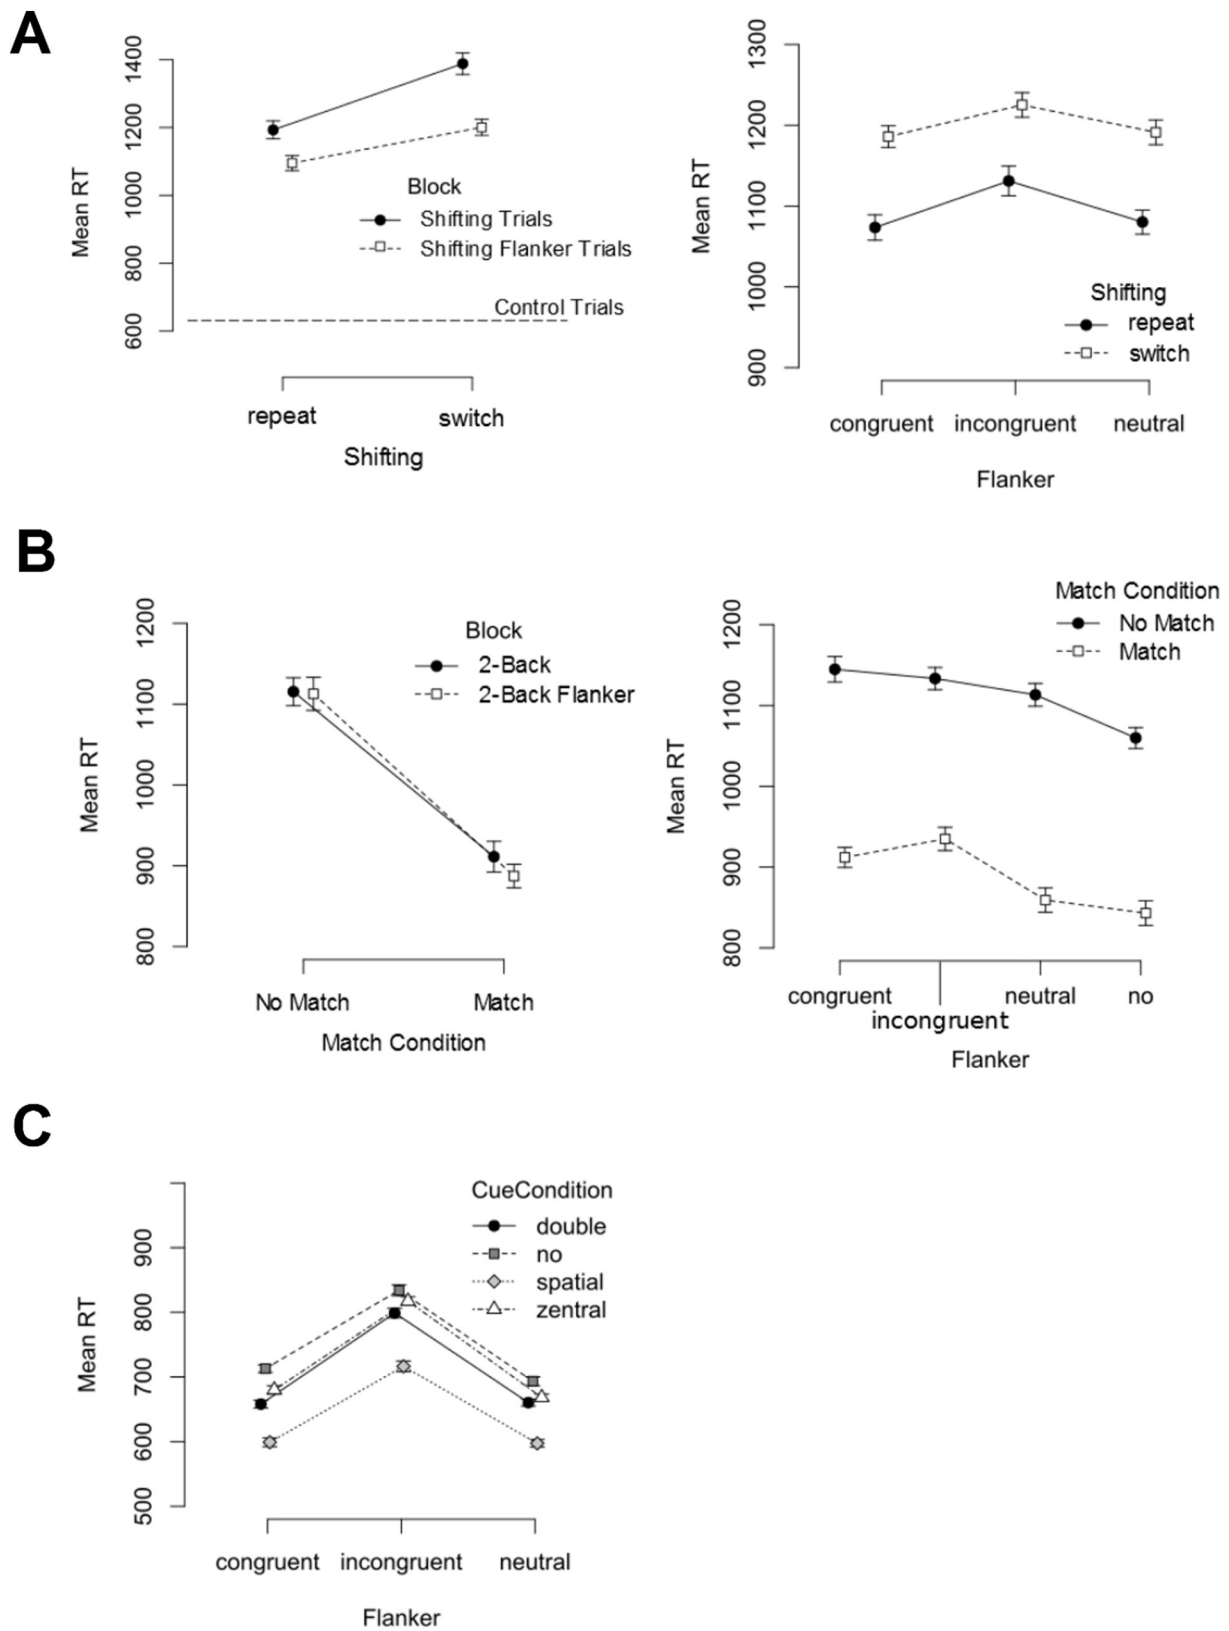 A
Mean RT
1400
1200
1000
800
600
Block
Shifting Trials
Shifting Flanker Trials
Control Trials
repeat switch
Shifting
Mean RT
1300
1200
1100
1000
900
Shifting
repeat
switch
congruent incongruent neutral
Flanker
B
Mean RT
1200
1100
1000
900
800
Block
2-Back
2-Back Flanker
No Match Match
Match Condition
Mean RT
1200
1100
1000
900
800
Match Condition
No Match
Match
congruent neutral no
incongruent
Flanker
C
Mean RT
900
800
700
600
500
CueCondition
double
no
spatial
zentral
congruent incongruent neutral
Flanker